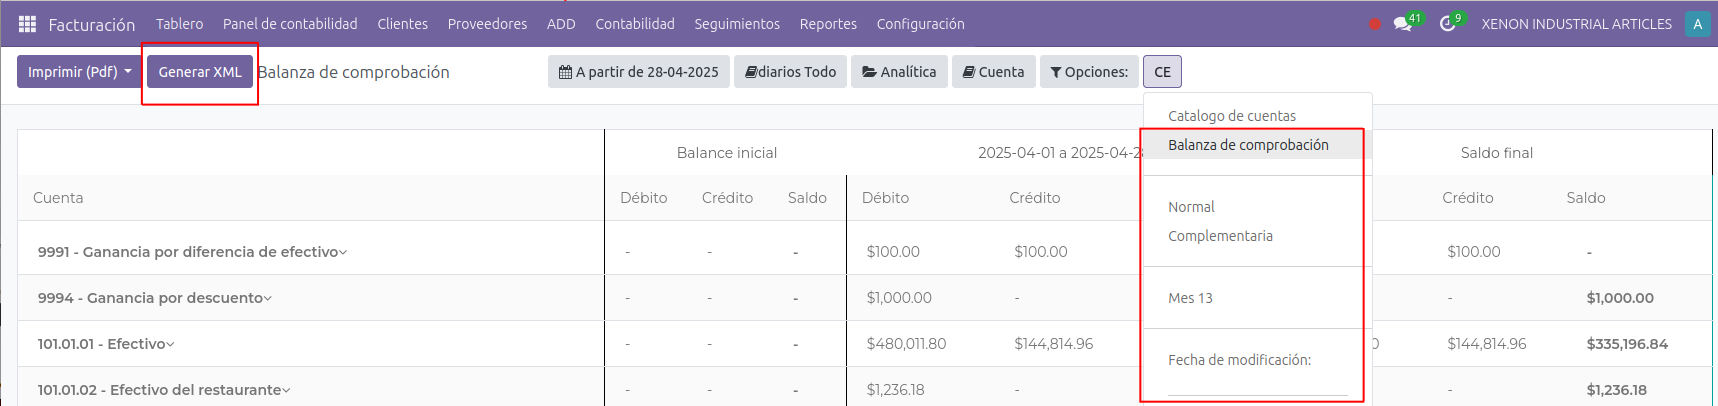 Facturación Tablero Panel de contabilidad Clientes Proveedores ADD Contabilidad Seguimientos Reportes Configuración 41 9 XENON INDUSTRIAL ARTICLES A
Imprimir (Pdf) Generar XML Balanza de comprobación A partir de 28-04-2025 diarios Todo Analítica Cuenta Opciones: CE
Catalogo de cuentas
Balanza de comprobación
Normal
Complementaria
Mes 13
Fecha de modificación:
Balance inicial 2025-04-01 a 2025-04-2 Saldo final
Cuenta Débito Crédito Saldo Débito Crédito Crédito Saldo
9991 - Ganancia por diferencia de efectivo - - - $100.00 $100.00 $100.00 -
9994 - Ganancia por descuento - - - $1,000.00 - - $1,000.00
101.01.01 - Efectivo - - - $480,011.80 $144,814.96 0 $144,814.96 $335,196.84
101.01.02 - Efectivo del restaurante - - - $1,236.18 - - $1,236.18